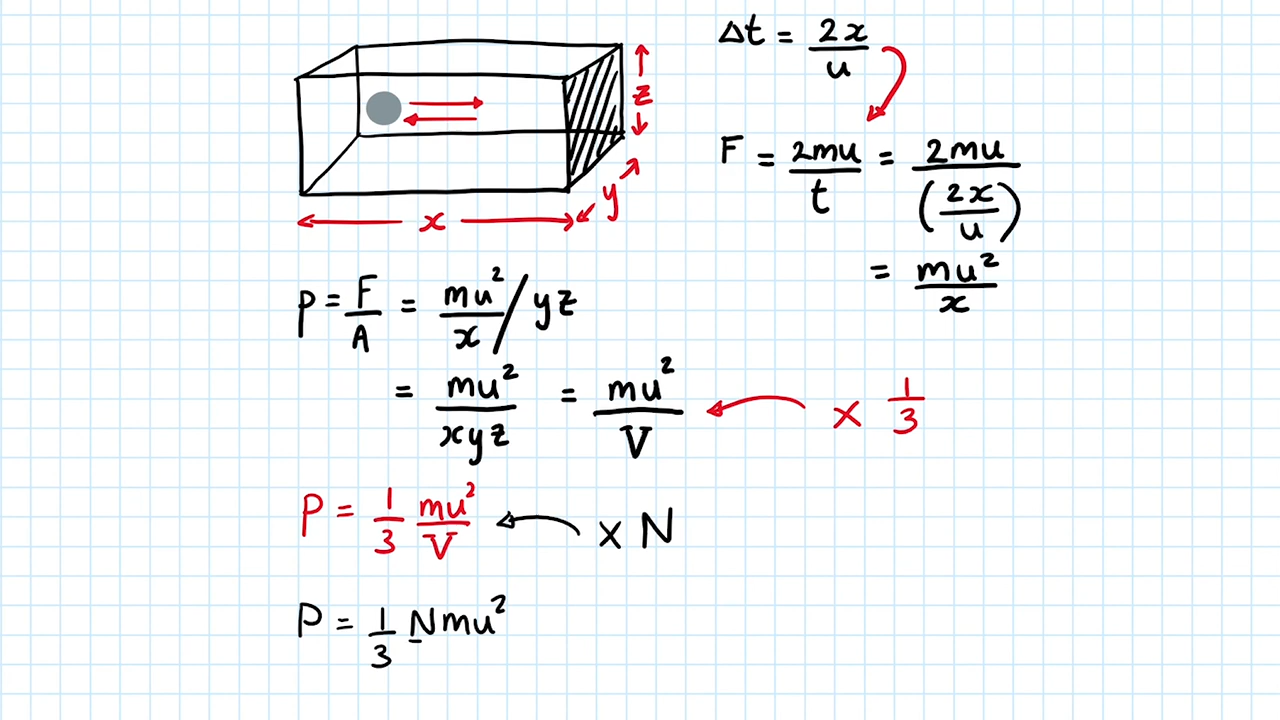 Δt = 2x/u
z
y
x
F = 2mu/t = 2mu/(2x/u)
= mu²/x
P = F/A = mu²/x / yz
= mu²/xyz = mu²/V ← × 1/3
P = 1/3 mu²/V ← × N
P = 1/3 Nmu²